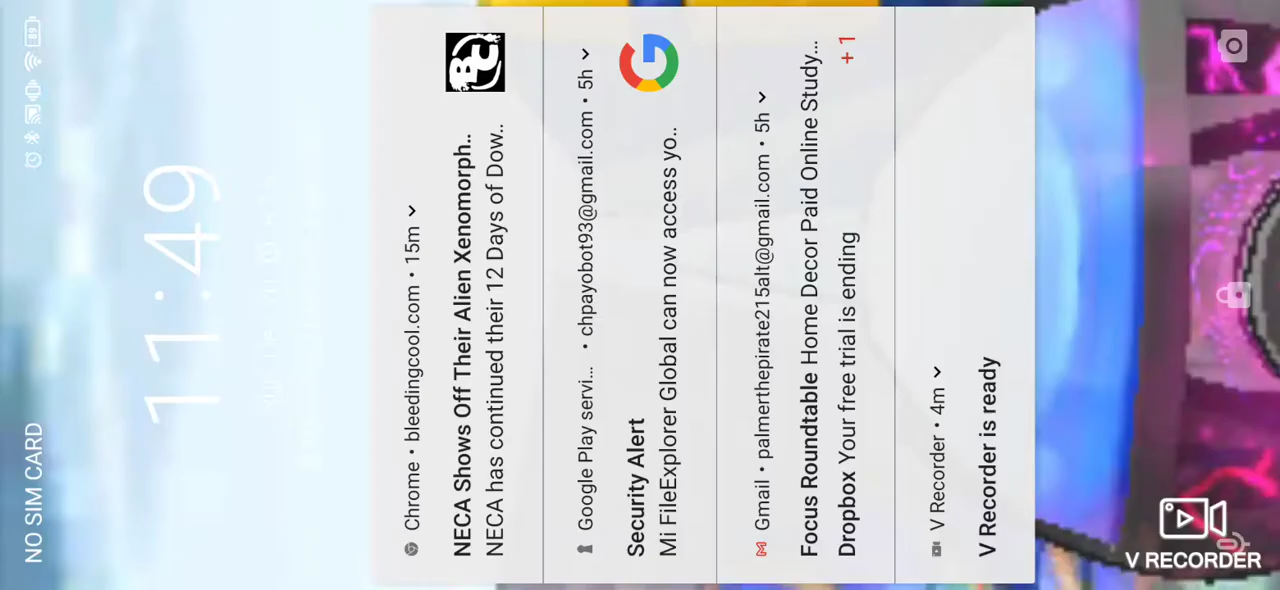 NO SIM CARD
89
11:49
Chrome • bleedingcool.com • 15m
NECA Shows Off Their Alien Xenomorph..
NECA has continued their 12 Days of Dow..
Google Play servi... • chpayobot93@gmail.com • 5h
Security Alert
Mi FileExplorer Global can now access yo..
Gmail • palmerthepirate215alt@gmail.com • 5h
Focus Roundtable Home Decor Paid Online Study...
Dropbox Your free trial is ending
+ 1
V Recorder • 4m
V Recorder is ready
V RECORDER